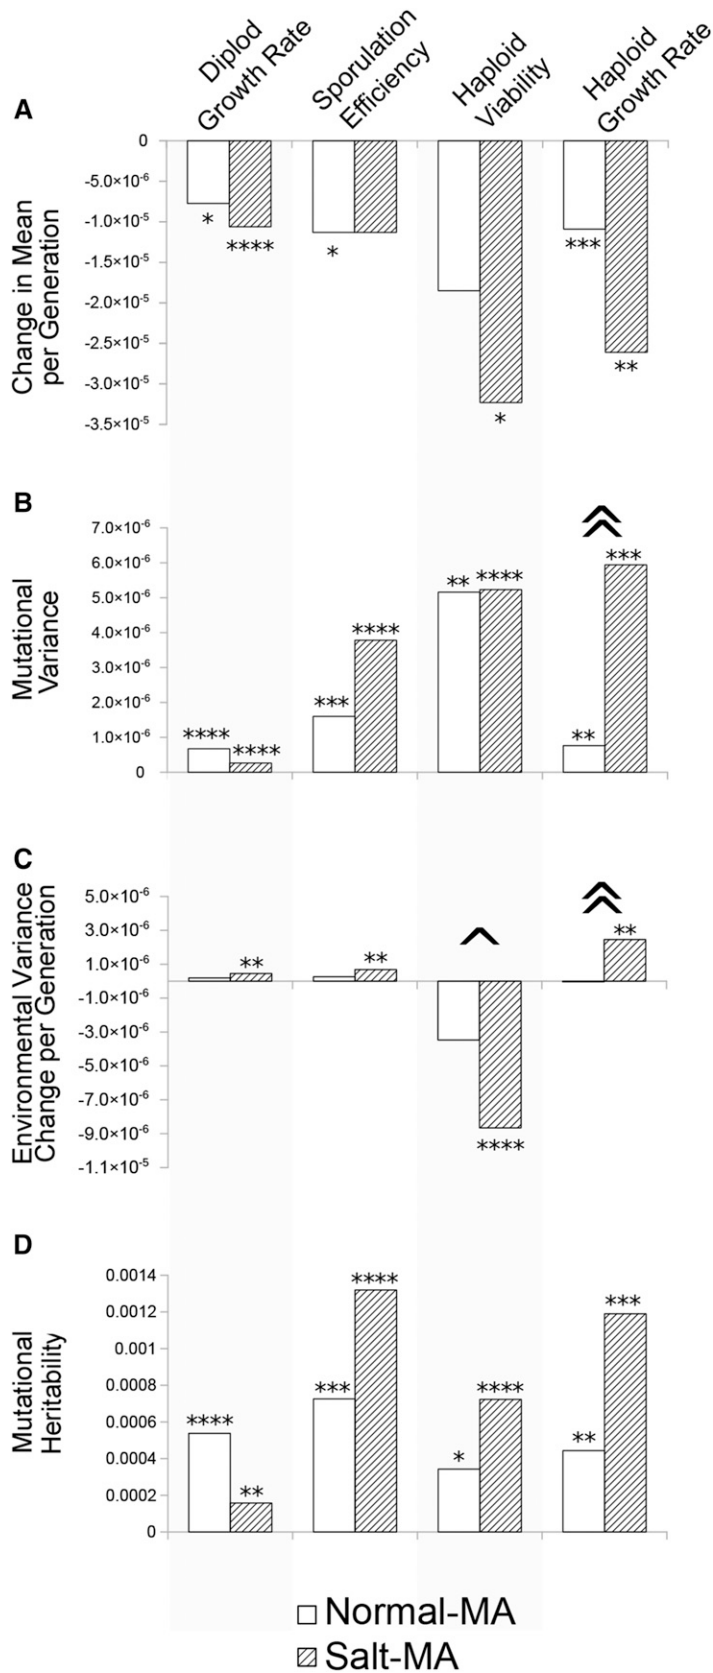 Diplod
Growth Rate
Sporulation
Efficiency
Haploid
Viability
Haploid
Growth Rate
A
Change in Mean
per Generation
0
-5.0×10⁻⁶
-1.0×10⁻⁵
-1.5×10⁻⁵
-2.0×10⁻⁵
-2.5×10⁻⁵
-3.0×10⁻⁵
-3.5×10⁻⁵
*
****
*
*
***
**
B
Mutational
Variance
7.0×10⁻⁶
6.0×10⁻⁶
5.0×10⁻⁶
4.0×10⁻⁶
3.0×10⁻⁶
2.0×10⁻⁶
1.0×10⁻⁶
0
****
****
***
****
**
****
**
***
C
Environmental Variance
Change per Generation
5.0×10⁻⁶
3.0×10⁻⁶
1.0×10⁻⁶
-1.0×10⁻⁶
-3.0×10⁻⁶
-5.0×10⁻⁶
-7.0×10⁻⁶
-9.0×10⁻⁶
-1.1×10⁻⁵
**
**
****
**
D
Mutational
Heritability
0.0014
0.0012
0.001
0.0008
0.0006
0.0004
0.0002
0
****
**
***
****
*
****
**
***
Normal-MA
Salt-MA